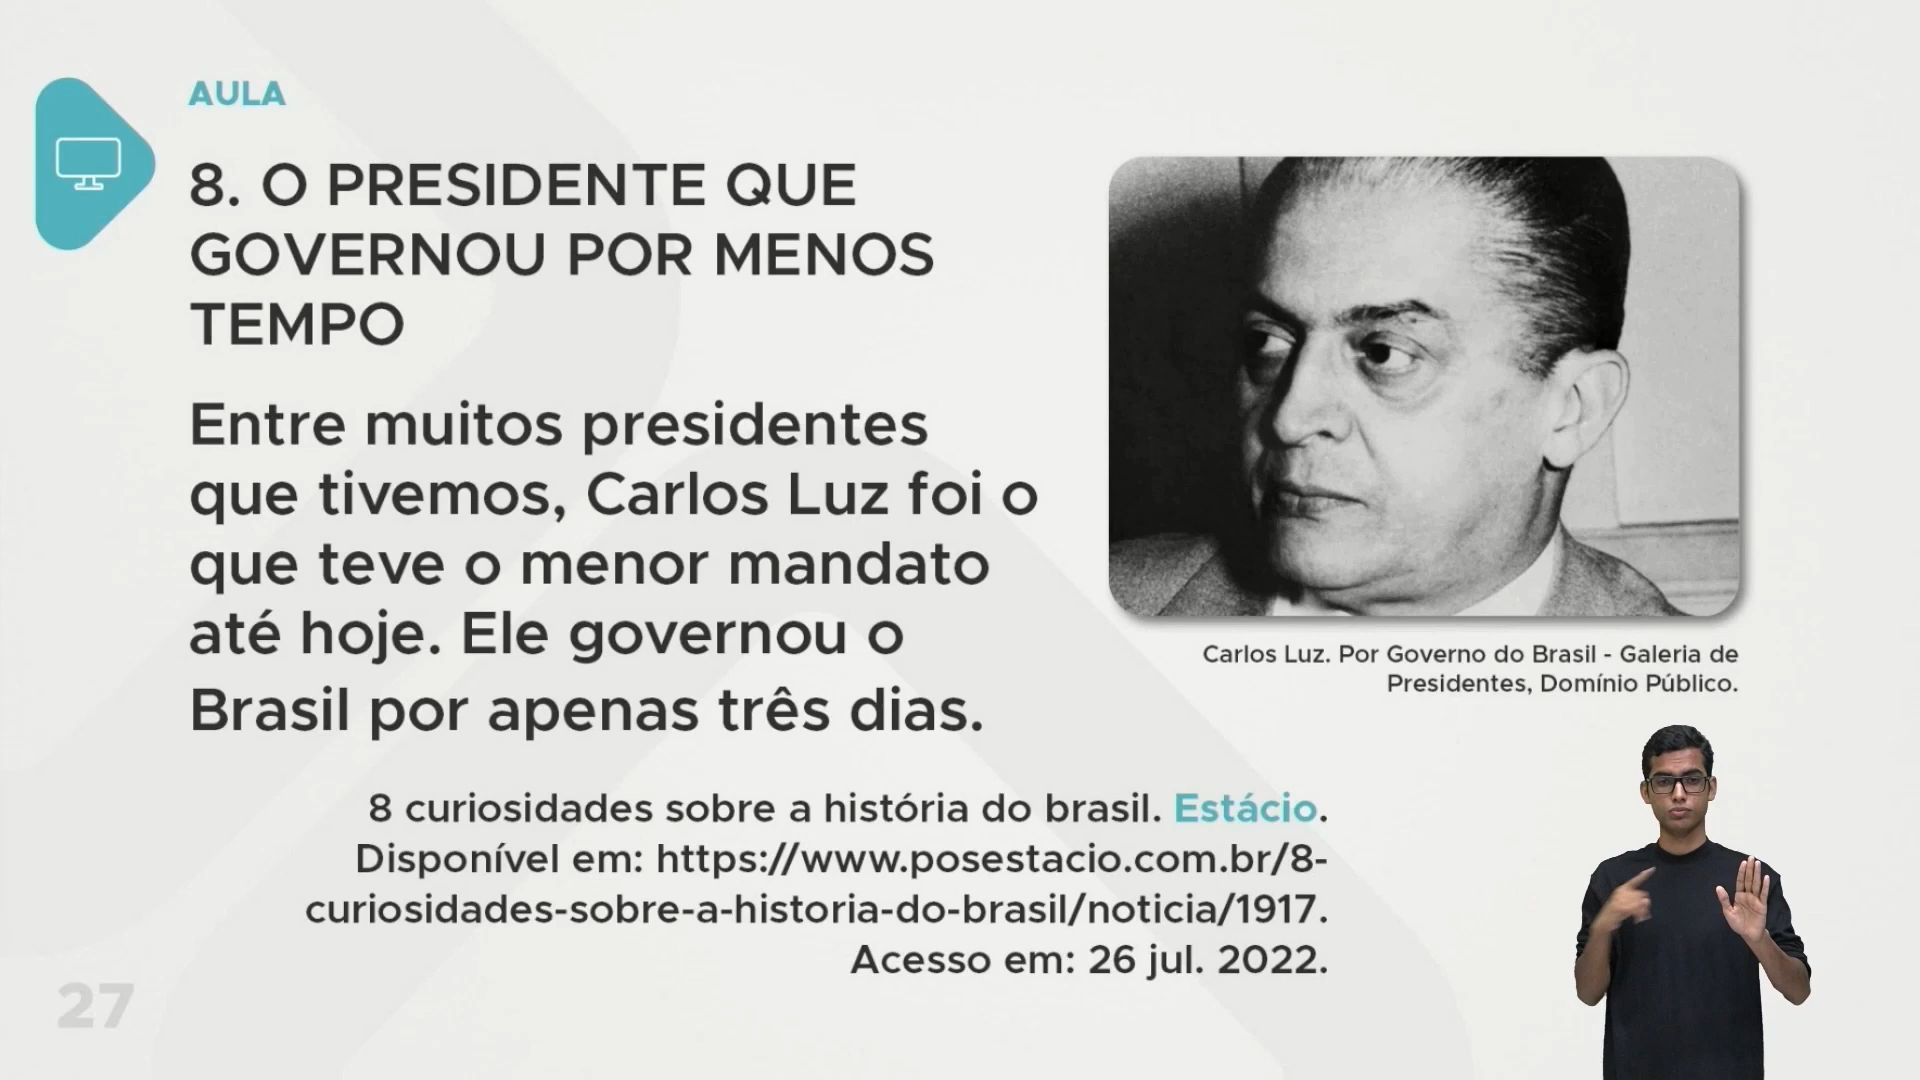 AULA
8. O PRESIDENTE QUE
GOVERNOU POR MENOS
TEMPO
Entre muitos presidentes
que tivemos, Carlos Luz foi o
que teve o menor mandato
até hoje. Ele governou o
Brasil por apenas três dias.
Carlos Luz. Por Governo do Brasil - Galeria de
Presidentes, Domínio Público.
8 curiosidades sobre a história do brasil. Estácio.
Disponível em: https://www.posestacio.com.br/8-
curiosidades-sobre-a-historia-do-brasil/noticia/1917.
Acesso em: 26 jul. 2022.
27